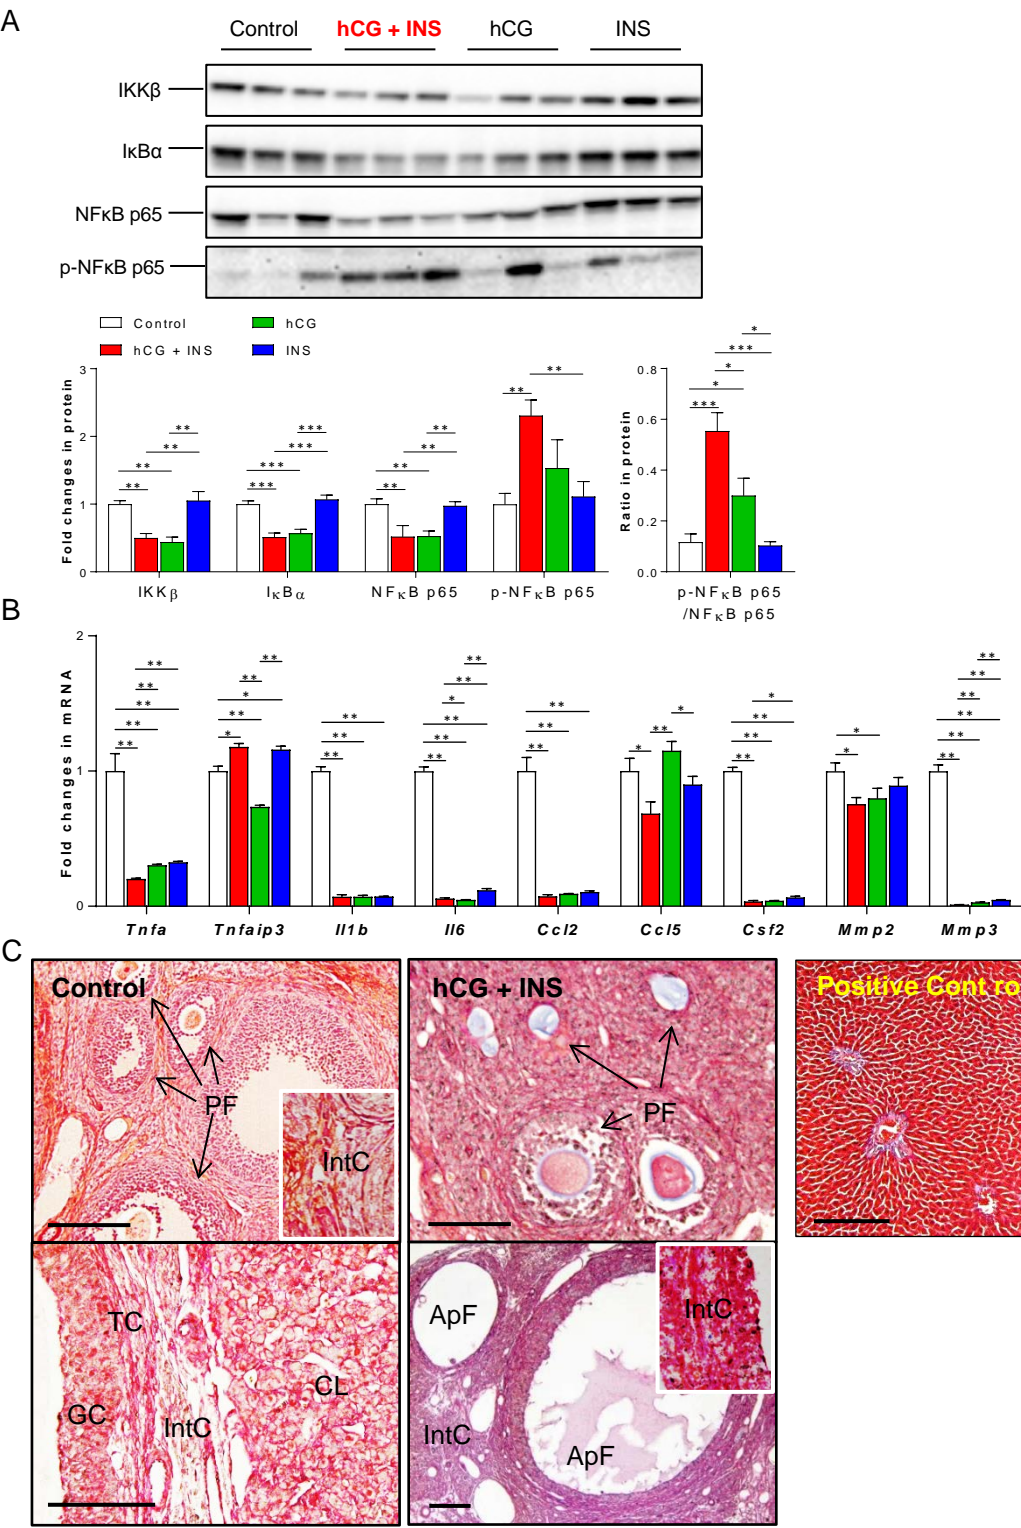 A
Control hCG + INS hCG INS
IKKβ
IκBα
NFκB p65
p-NFκB p65
Control hCG
hCG + INS INS
Fold changes in protein
3
2
1
0
** ** ** **
*** *** *** ***
** ** ** **
** **
IKKβ IκBα NFκB p65 p-NFκB p65
Ratio in protein
0.8
0.6
0.4
0.2
0.0
*** * * *** *
p-NFκB p65
/NFκB p65
B
Fold changes in mRNA
2
1
0
** ** ** ** **
* ** * ** **
** ** **
** ** ** * ** **
** ** **
* ** *
** ** ** *
* *
** ** ** ** ** **
Tnfa Tnfaip3 Il1b Il6 Ccl2 Ccl5 Csf2 Mmp2 Mmp3
C
Control
PF
IntC
hCG + INS
PF
Positive Cont ro
TC
GC
IntC
CL
ApF
IntC
IntC
ApF